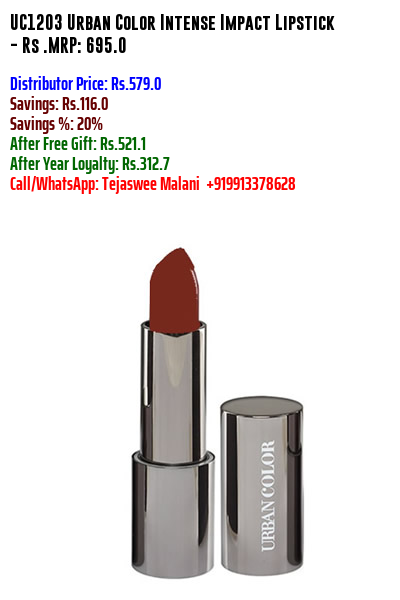 UC1203 Urban Color Intense Impact Lipstick
- Rs .MRP: 695.0
Distributor Price: Rs.579.0
Savings: Rs.116.0
Savings %: 20%
After Free Gift: Rs.521.1
After Year Loyalty: Rs.312.7
Call/WhatsApp: Tejaswee Malani +919913378628
URBAN COLOR